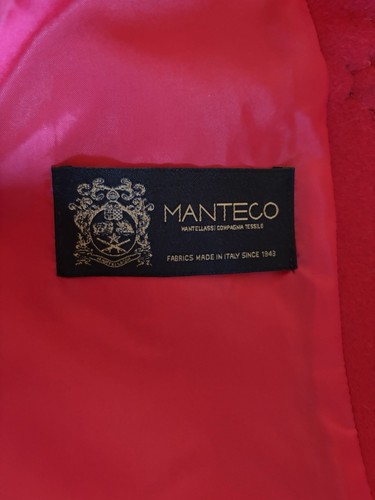 MANTECO
MANTELLASSI COMPAGNIA TESSILE
FABRICS MADE IN ITALY SINCE 1943